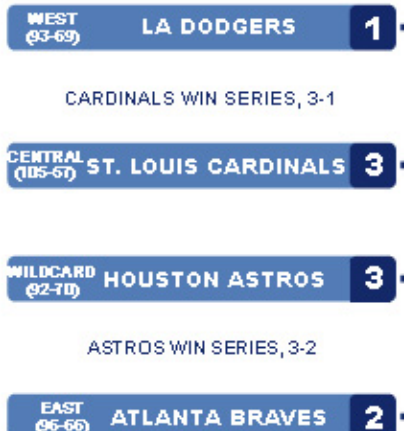 WEST
(93-69)
LA DODGERS 1
CARDINALS WIN SERIES, 3-1
CENTRAL
(105-57)
ST. LOUIS CARDINALS 3
WILDCARD
(92-70)
HOUSTON ASTROS 3
ASTROS WIN SERIES, 3-2
EAST
(96-66)
ATLANTA BRAVES 2